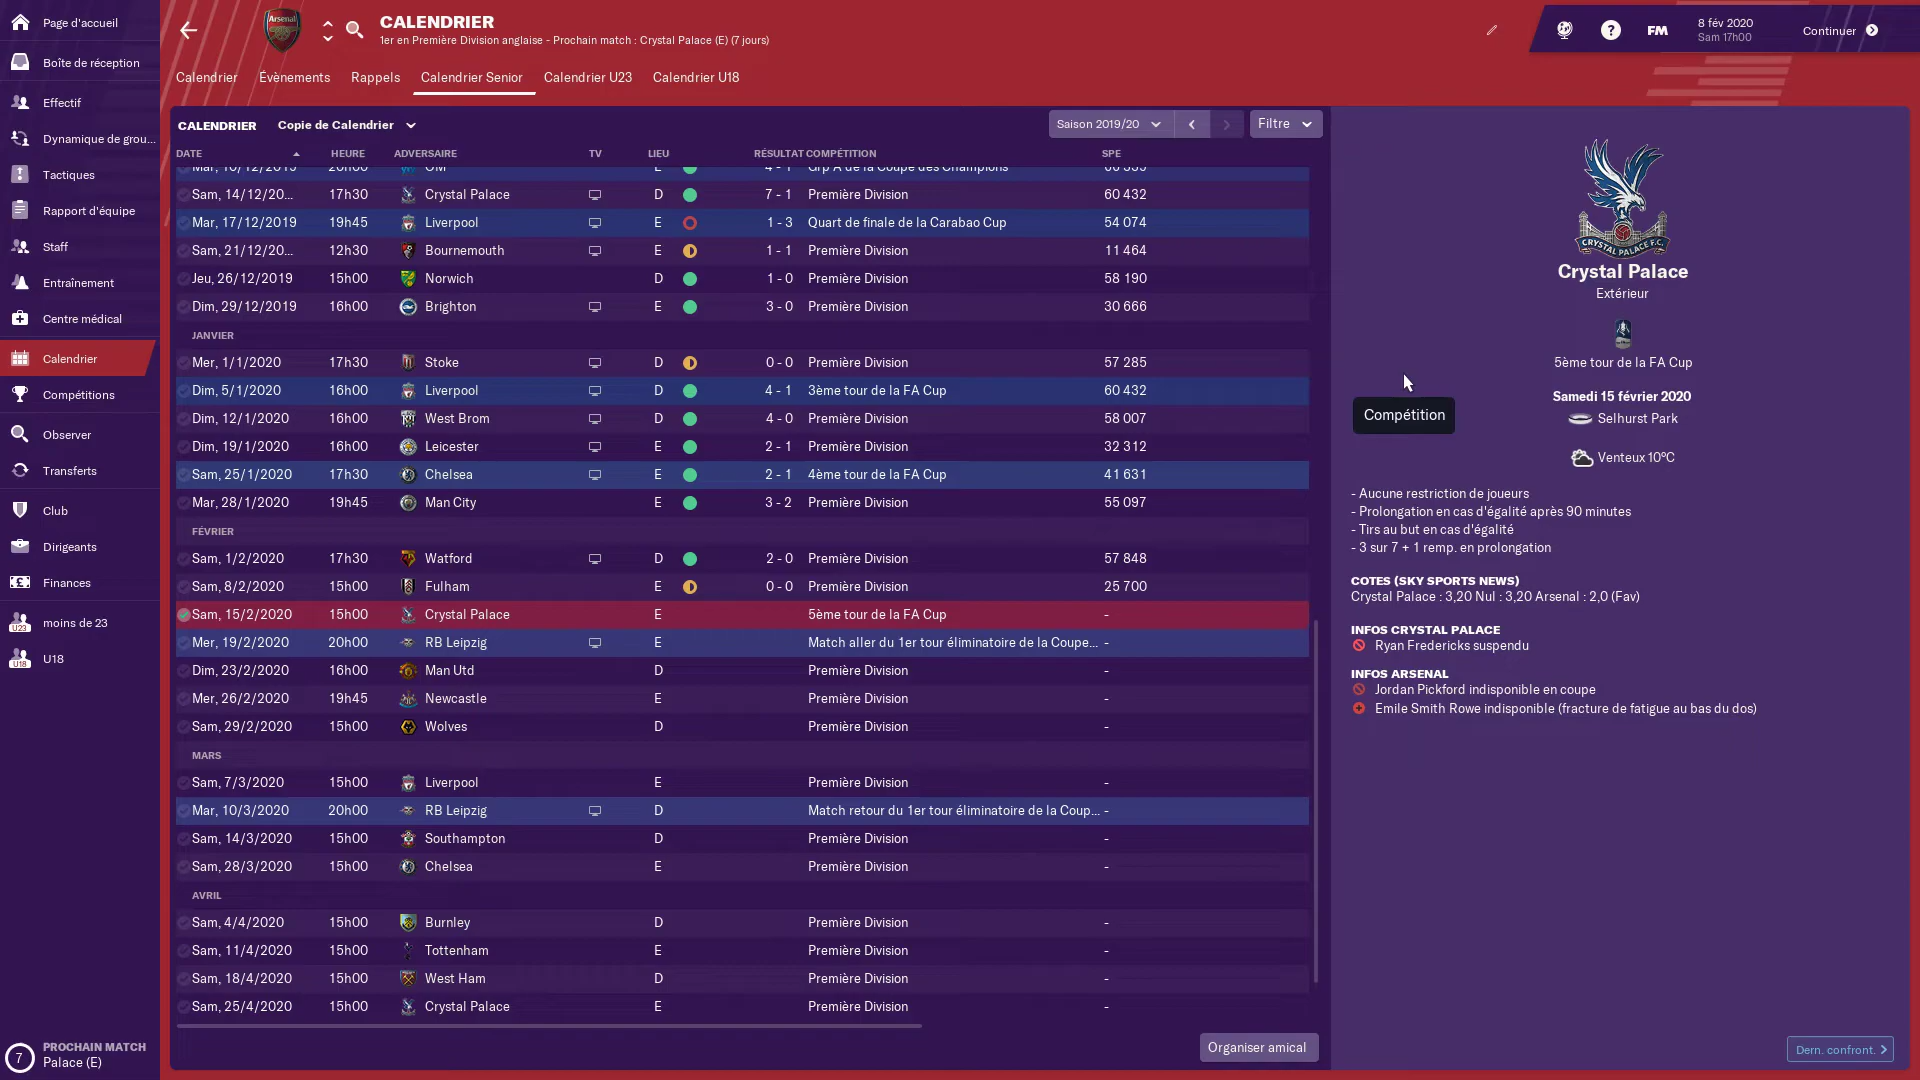 Page d'accueil
Boîte de réception
Effectif
Dynamique de grou...
Tactiques
Rapport d'équipe
Staff
Entraînement
Centre médical
Calendrier
Compétitions
Observer
Transferts
Club
Dirigeants
Finances
U23 moins de 23
U18 U18
7 PROCHAIN MATCH
Palace (E)
Arsenal
CALENDRIER
1er en Première Division anglaise - Prochain match : Crystal Palace (E) (7 jours)
FM
8 fév 2020
Sam 17h00
Continuer
Calendrier Évènements Rappels Calendrier Senior Calendrier U23 Calendrier U18
CALENDRIER Copie de Calendrier Saison 2019/20 Filtre
DATE HEURE ADVERSAIRE TV LIEU RÉSULTAT COMPÉTITION SPE
Mar, 10/12/2019 20h00 OM E 4 - 1 Grp A de la Coupe des Champions
Sam, 14/12/20... 17h30 Crystal Palace D 7 - 1 Première Division 60 432
Mar, 17/12/2019 19h45 Liverpool E 1 - 3 Quart de finale de la Carabao Cup 54 074
Sam, 21/12/20... 12h30 Bournemouth E 1 - 1 Première Division 11 464
Jeu, 26/12/2019 15h00 Norwich D 1 - 0 Première Division 58 190
Dim, 29/12/2019 16h00 Brighton E 3 - 0 Première Division 30 666
JANVIER
Mer, 1/1/2020 17h30 Stoke D 0 - 0 Première Division 57 285
Dim, 5/1/2020 16h00 Liverpool D 4 - 1 3ème tour de la FA Cup 60 432
Dim, 12/1/2020 16h00 West Brom D 4 - 0 Première Division 58 007
Dim, 19/1/2020 16h00 Leicester E 2 - 1 Première Division 32 312
Sam, 25/1/2020 17h30 Chelsea E 2 - 1 4ème tour de la FA Cup 41 631
Mar, 28/1/2020 19h45 Man City E 3 - 2 Première Division 55 097
FÉVRIER
Sam, 1/2/2020 17h30 Watford D 2 - 0 Première Division 57 848
Sam, 8/2/2020 15h00 Fulham E 0 - 0 Première Division 25 700
Sam, 15/2/2020 15h00 Crystal Palace E 5ème tour de la FA Cup -
Mer, 19/2/2020 20h00 RB Leipzig E Match aller du 1er tour éliminatoire de la Coupe... -
Dim, 23/2/2020 16h00 Man Utd D Première Division -
Mer, 26/2/2020 19h45 Newcastle E Première Division -
Sam, 29/2/2020 15h00 Wolves D Première Division -
MARS
Sam, 7/3/2020 15h00 Liverpool E Première Division -
Mar, 10/3/2020 20h00 RB Leipzig D Match retour du 1er tour éliminatoire de la Coup... -
Sam, 14/3/2020 15h00 Southampton D Première Division -
Sam, 28/3/2020 15h00 Chelsea E Première Division -
AVRIL
Sam, 4/4/2020 15h00 Burnley D Première Division -
Sam, 11/4/2020 15h00 Tottenham E Première Division -
Sam, 18/4/2020 15h00 West Ham D Première Division -
Sam, 25/4/2020 15h00 Crystal Palace E Première Division -
Organiser amical
CRYSTAL PALACE F.C.
Crystal Palace
Extérieur
5ème tour de la FA Cup
Samedi 15 février 2020
Selhurst Park
Compétition
Venteux 10ºC
- Aucune restriction de joueurs
- Prolongation en cas d'égalité après 90 minutes
- Tirs au but en cas d'égalité
- 3 sur 7 + 1 remp. en prolongation
COTES (SKY SPORTS NEWS)
Crystal Palace : 3,20 Nul : 3,20 Arsenal : 2,0 (Fav)
INFOS CRYSTAL PALACE
Ryan Fredericks suspendu
INFOS ARSENAL
Jordan Pickford indisponible en coupe
Emile Smith Rowe indisponible (fracture de fatigue au bas du dos)
Dern. confront.